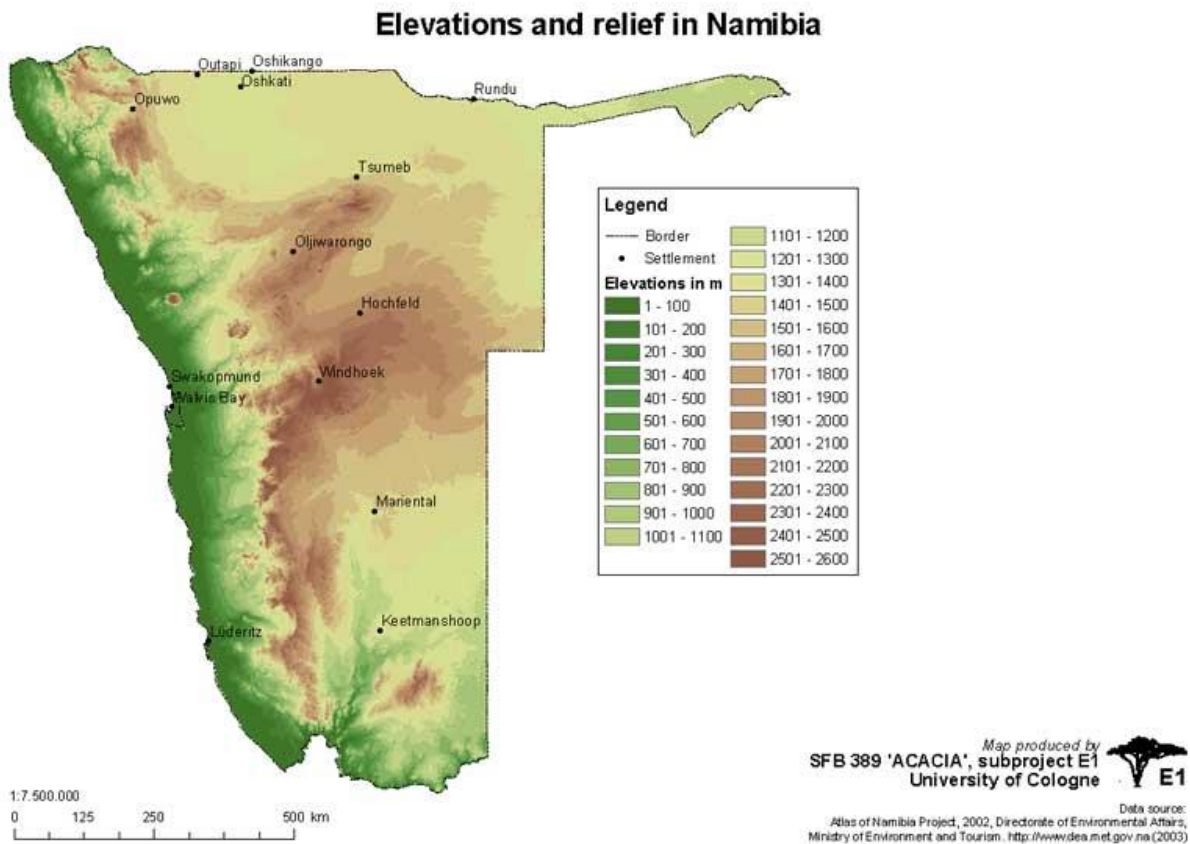 Elevations and relief in Namibia
Outapi
Oshikango
Oshkati
Opuwo
Rundu
Tsumeb
Oljiwarongo
Hochfeld
Swakopmund
Windhoek
Walvis Bay
Mariental
Keetmanshoop
Lüderitz
Legend
Border
Settlement
Elevations in m
1 - 100
101 - 200
201 - 300
301 - 400
401 - 500
501 - 600
601 - 700
701 - 800
801 - 900
901 - 1000
1001 - 1100
1101 - 1200
1201 - 1300
1301 - 1400
1401 - 1500
1501 - 1600
1601 - 1700
1701 - 1800
1801 - 1900
1901 - 2000
2001 - 2100
2101 - 2200
2201 - 2300
2301 - 2400
2401 - 2500
2501 - 2600
Map produced by
SFB 389 'ACACIA', subproject E1
University of Cologne
E1
1:7.500.000
0 125 250 500 km
Data source:
Atlas of Namibia Project, 2002, Directorate of Environmental Affairs,
Ministry of Environment and Tourism. http://www.dea.met.gov.na (2003)